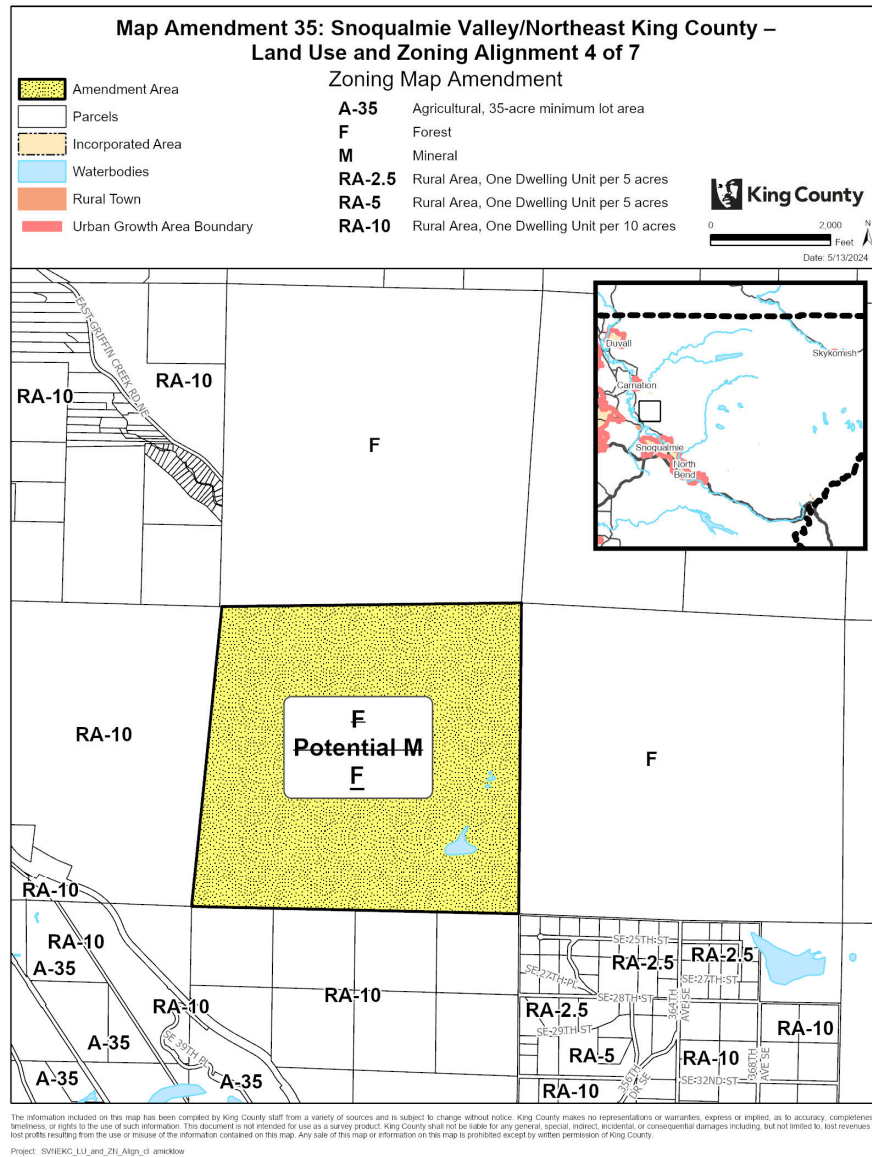 Map Amendment 35: Snoqualmie Valley/Northeast King County –
Land Use and Zoning Alignment 4 of 7
Zoning Map Amendment
Amendment Area
Parcels
Incorporated Area
Waterbodies
Rural Town
Urban Growth Area Boundary
A-35 Agricultural, 35-acre minimum lot area
F Forest
M Mineral
RA-2.5 Rural Area, One Dwelling Unit per 5 acres
RA-5 Rural Area, One Dwelling Unit per 5 acres
RA-10 Rural Area, One Dwelling Unit per 10 acres
King County
0 2,000
Feet
N
Date: 5/13/2024
EAST GRIFFIN CREEK RD NE
RA-10
RA-10
F
Duvall
Skykomish
Carnation
Snoqualmie
North
Bend
F
Potential M
F
RA-10
F
RA-10
RA-10
A-35
RA-10
RA-10
A-35
SE 39TH PL
A-35
A-35
SE 25TH ST
RA-2.5
RA-2.5
SE 27TH PL
SE 27TH ST
SE 28TH ST
RA-2.5
364TH
AVE SE
SE 29TH ST
RA-5
RA-10
RA-10
356TH
DR SE
368TH
AVE SE
SE 32ND ST
RA-10
The information included on this map has been compiled by King County staff from a variety of sources and is subject to change without notice. King County makes no representations or warranties, express or implied, as to accuracy, completeness,
timeliness, or rights to the use of such information. This document is not intended for use as a survey product. King County shall not be liable for any general, special, indirect, incidental, or consequential damages including, but not limited to, lost revenues
lost profits resulting from the use or misuse of the information contained on this map. Any sale of this map or information on this map is prohibited except by written permission of King County.
Project: SVNEKC_LU_and_ZN_Align_cl amicklow